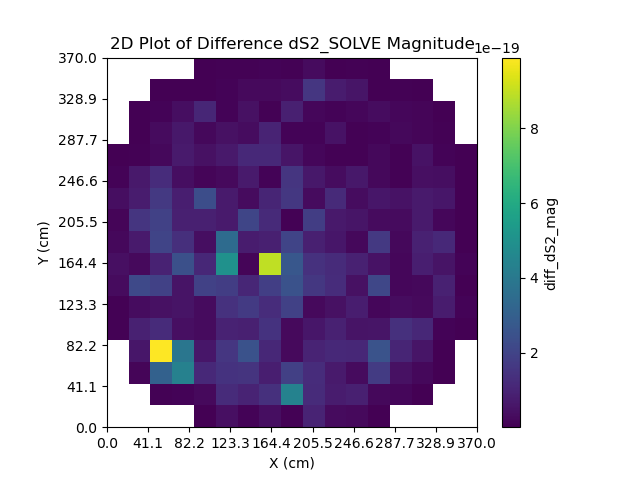 2D Plot of Difference dS2_SOLVE Magnitude
1e−19
370.0
328.9
287.7
246.6
205.5
164.4
123.3
82.2
41.1
0.0
Y (cm)
0.0 41.1 82.2 123.3 164.4 205.5 246.6 287.7 328.9 370.0
X (cm)
8
6
4
2
diff_dS2_mag